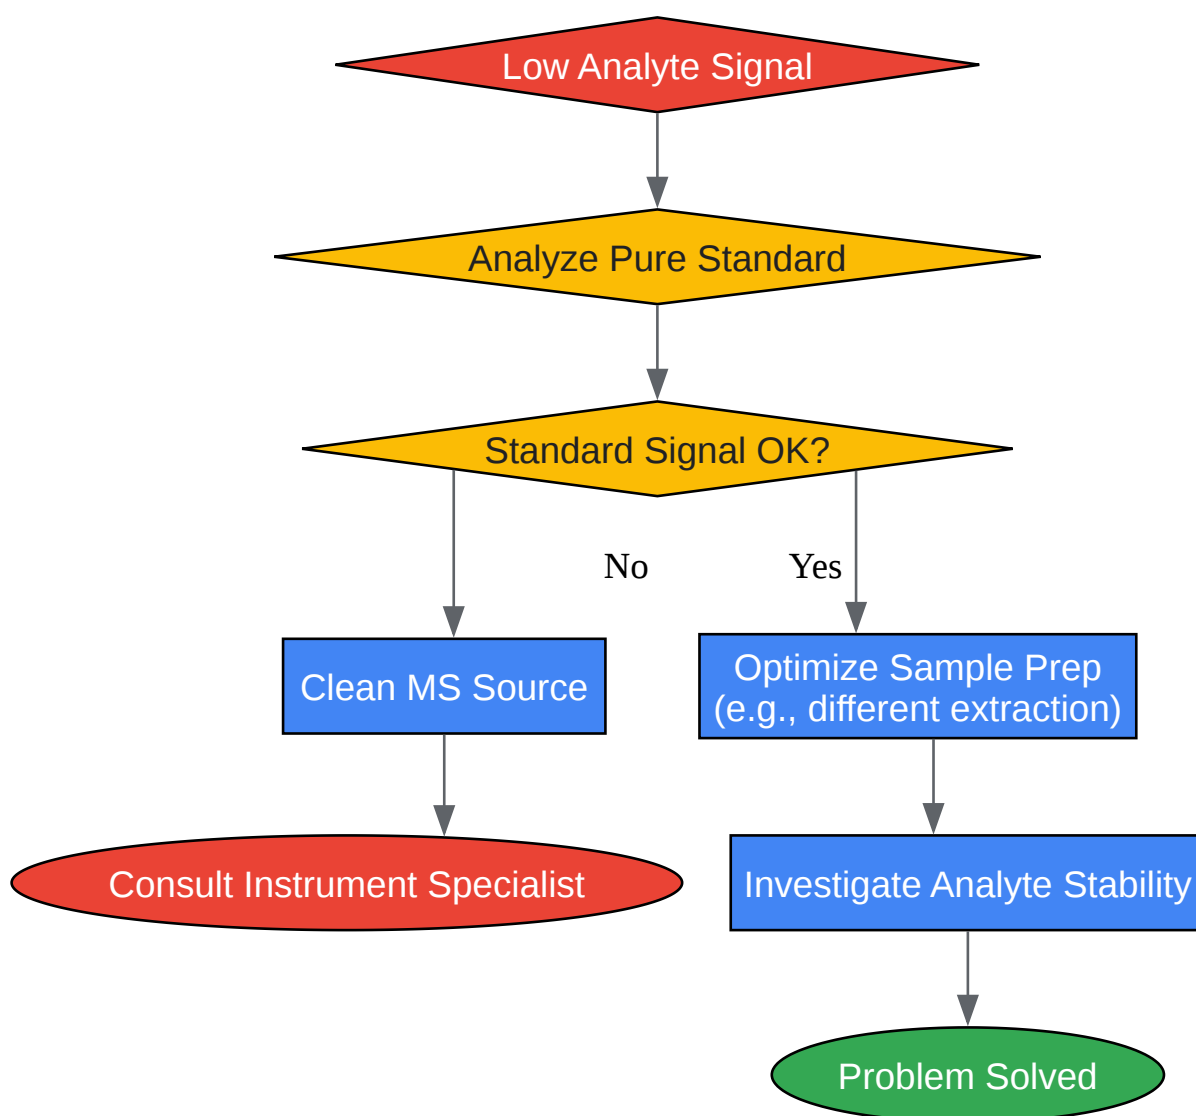 Low Analyte Signal
Analyze Pure Standard
Standard Signal OK?
No
Yes
Clean MS Source
Optimize Sample Prep
(e.g., different extraction)
Consult Instrument Specialist
Investigate Analyte Stability
Problem Solved